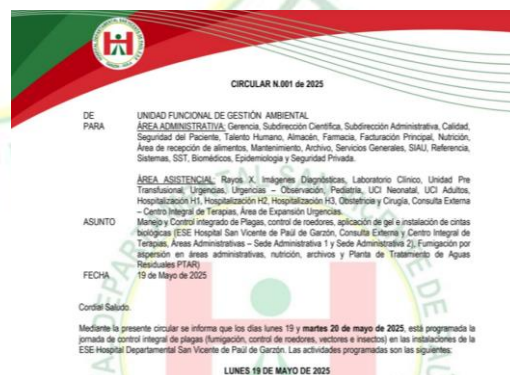 CIRCULAR N.001 de 2025
DE UNIDAD FUNCIONAL DE GESTIÓN AMBIENTAL
PARA ÁREA ADMINISTRATIVA: Gerencia, Subdirección Científica, Subdirección Administrativa, Calidad,
Seguridad del Paciente, Talento Humano, Almacén, Farmacia, Facturación Principal, Nutrición,
Área de recepción de alimentos, Mantenimiento, Archivo, Servicios Generales, SIAU, Referencia,
Sistemas, SST, Biomédicos, Epidemiologia y Seguridad Privada.
ÁREA ASISTENCIAL: Rayos X, Imágenes Diagnósticas, Laboratorio Clínico, Unidad Pre
Transfusional, Urgencias, Urgencias – Observación, Pediatría, UCI Neonatal, UCI Adultos,
Hospitalización H1, Hospitalización H2, Hospitalización H3, Obstetricia y Cirugía, Consulta Externa
– Centro Integral de Terapias, Área de Expansión Urgencias.
ASUNTO Manejo y Control integrado de Plagas, control de roedores, aplicación de gel e instalación de cintas
biológicas (ESE Hospital San Vicente de Paúl de Garzón, Consulta Externa y Centro Integral de
Terapias, Áreas Administrativas – Sede Administrativa 1 y Sede Administrativa 2), Fumigación por
aspersión en áreas administrativas, nutrición, archivos y Planta de Tratamiento de Aguas
Residuales PTAR)
FECHA 19 de Mayo de 2025
Cordial Saludo.
Mediante la presente circular se informa que los días lunes 19 y martes 20 de mayo de 2025, está programada la
jornada de control integral de plagas (fumigación, control de roedores, vectores e insectos) en las instalaciones de la
ESE Hospital Departamental San Vicente de Paúl de Garzón. Las actividades programadas son las siguientes:
LUNES 19 DE MAYO DE 2025